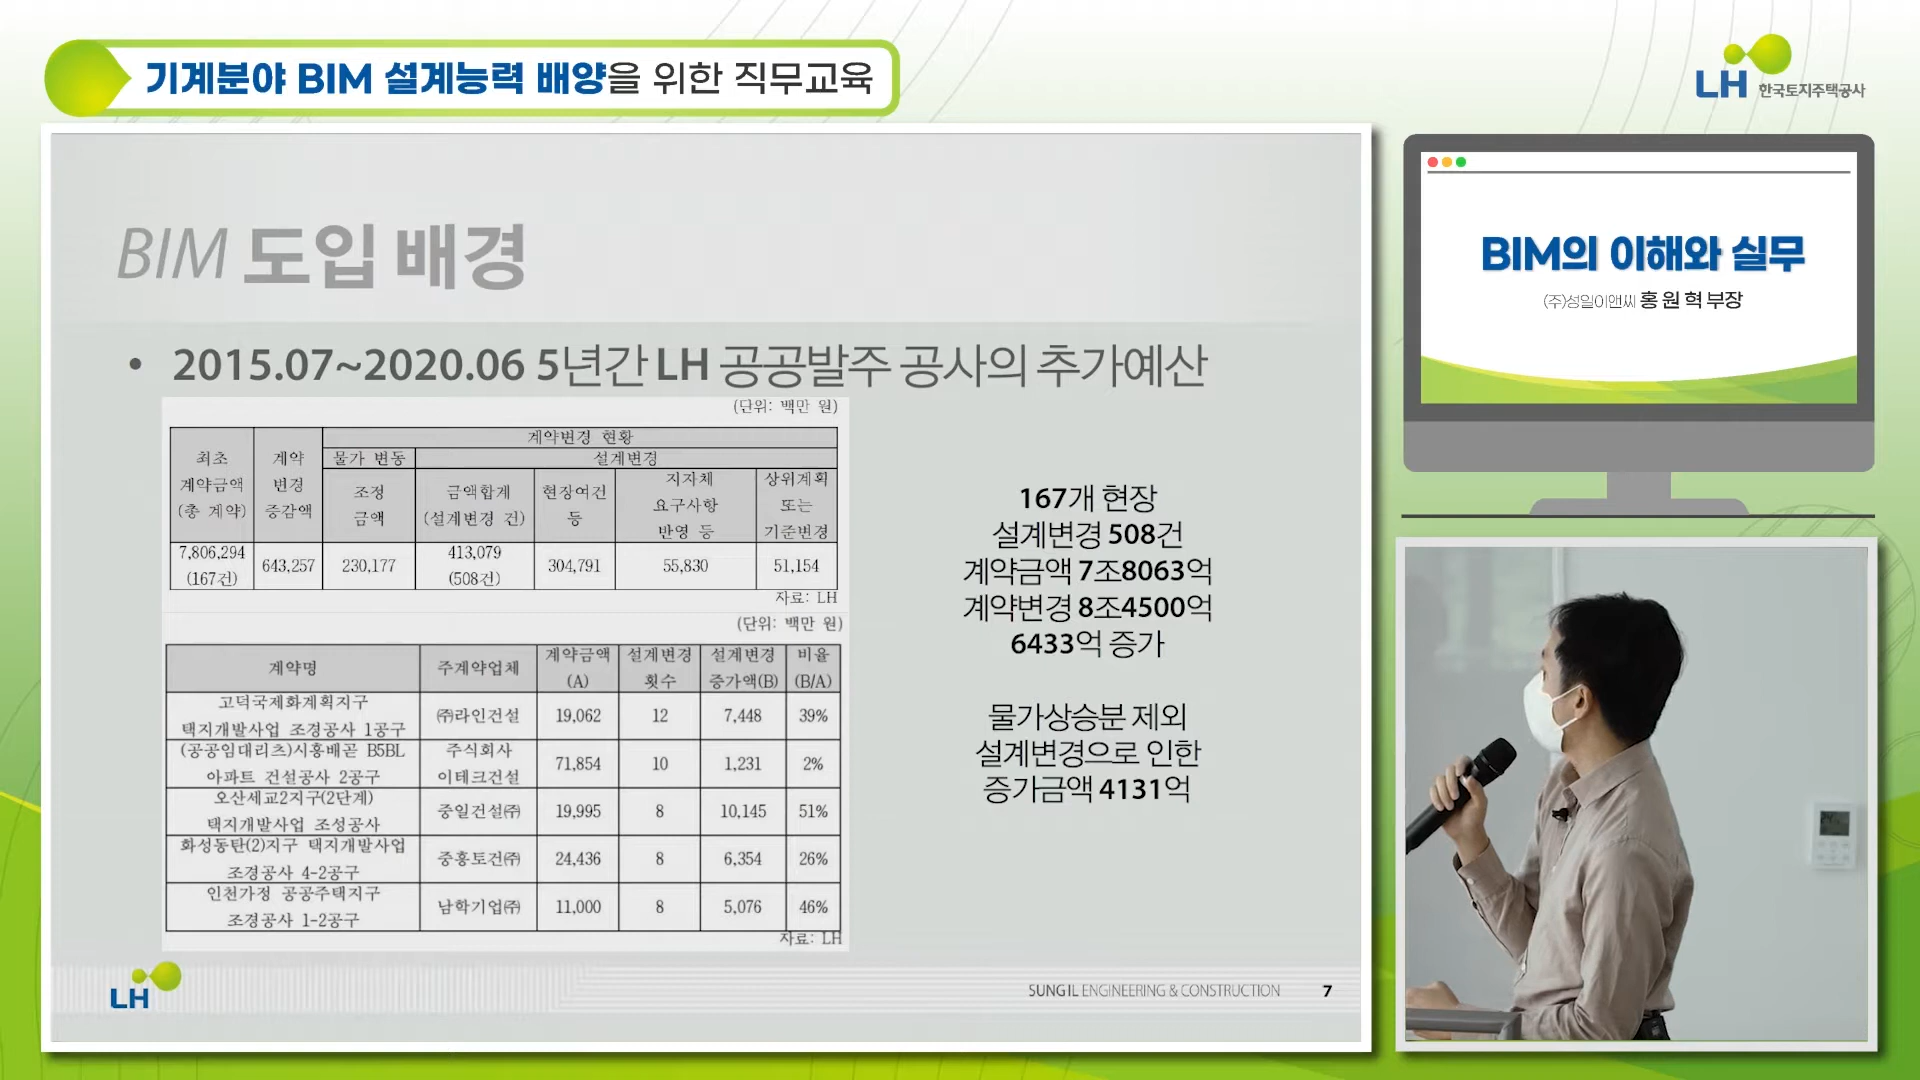 기계분야 BIM 설계능력 배양을 위한 직무교육
LH 한국토지주택공사
BIM 도입 배경
• 2015.07~2020.06 5년간 LH 공공발주 공사의 추가예산
(단위: 백만 원)
최초 계약금액 (총 계약) 계약 변경 증감액 계약변경 현황
물가 변동 설계변경
조정 금액 금액합계 (설계변경 건) 현장여건 등 지자체 요구사항 반영 등 상위계획 또는 기준변경
7,806,294 (167건) 643,257 230,177 413,079 (508건) 304,791 55,830 51,154
자료: LH
(단위: 백만 원)
계약명 주계약업체 계약금액 (A) 설계변경 횟수 설계변경 증가액(B) 비율 (B/A)
고덕국제화계획지구 택지개발사업 조경공사 1공구 ㈜라인건설 19,062 12 7,448 39%
(공공임대리츠)시흥배곧 B5BL 아파트 건설공사 2공구 주식회사 이테크건설 71,854 10 1,231 2%
오산세교2지구(2단계) 택지개발사업 조성공사 중일건설㈜ 19,995 8 10,145 51%
화성동탄(2)지구 택지개발사업 조경공사 4-2공구 중흥토건㈜ 24,436 8 6,354 26%
인천가정 공공주택지구 조경공사 1-2공구 남학기업㈜ 11,000 8 5,076 46%
자료: LH
167개 현장
설계변경 508건
계약금액 7조8063억
계약변경 8조4500억
6433억 증가
물가상승분 제외
설계변경으로 인한
증가금액 4131억
LH
SUNGIL ENGINEERING & CONSTRUCTION 7
BIM의 이해와 실무
(주)성일이앤씨 홍원혁 부장